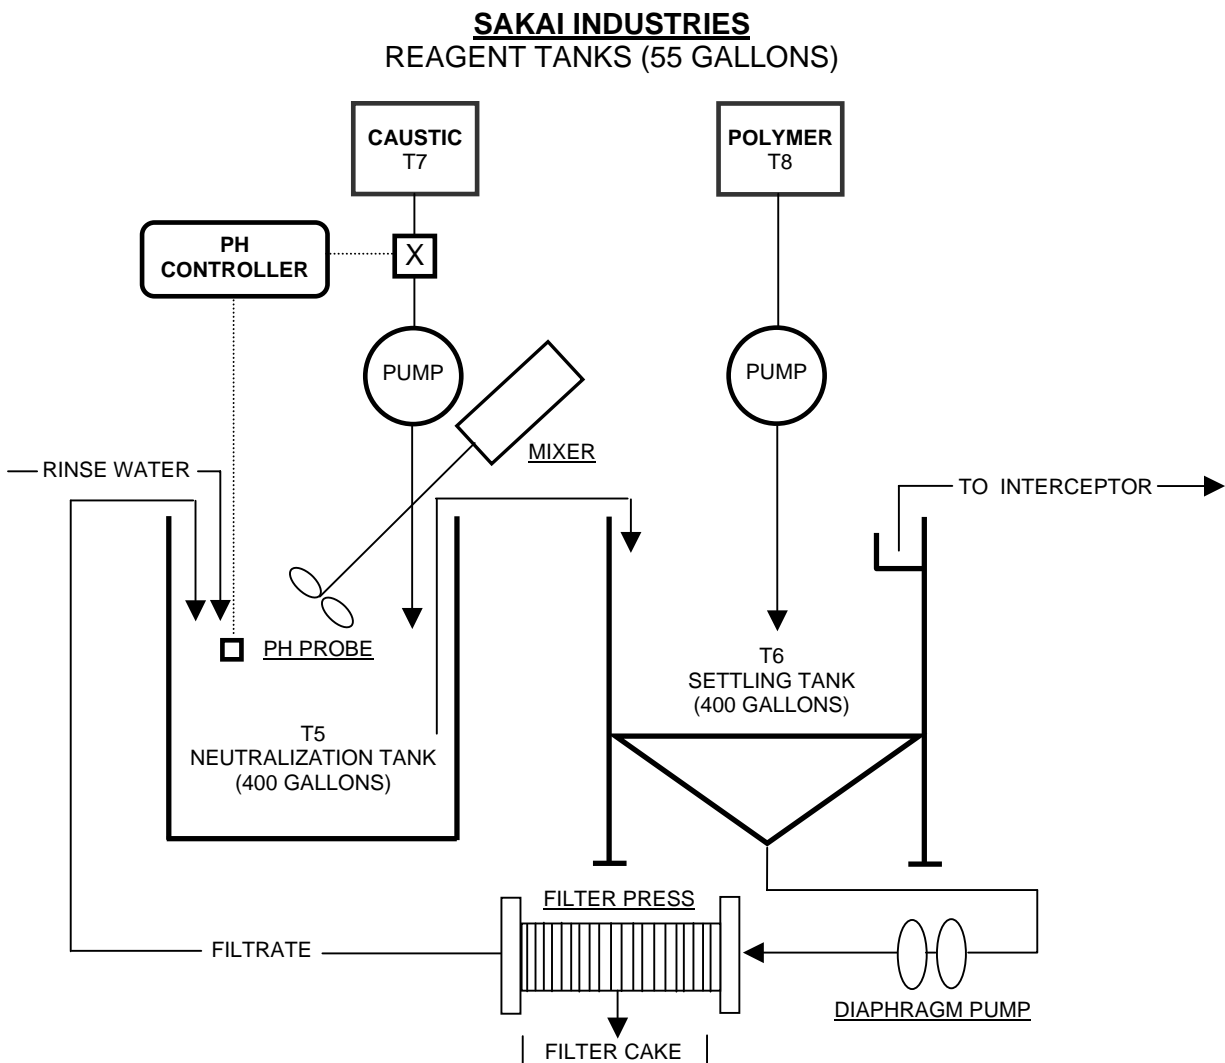 SAKAI INDUSTRIES
REAGENT TANKS (55 GALLONS)
CAUSTIC
T7
POLYMER
T8
PH
CONTROLLER
X
PUMP
PUMP
MIXER
RINSE WATER
TO INTERCEPTOR
PH PROBE
T6
SETTLING TANK
(400 GALLONS)
T5
NEUTRALIZATION TANK
(400 GALLONS)
FILTER PRESS
FILTRATE
DIAPHRAGM PUMP
FILTER CAKE